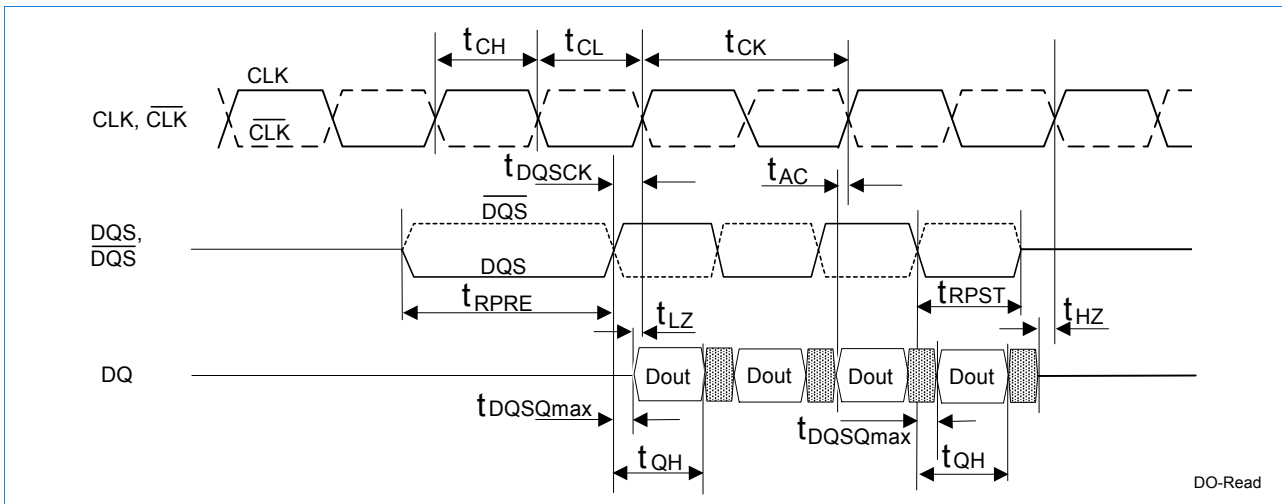 tCH tCL tCK
CLK
CLK, CLK
CLK
tDQSCK tAC
DQS
DQS,
DQS
DQS
tRPRE tRPST
tLZ tHZ
DQ Dout Dout Dout Dout
tDQSQmax tDQSQmax
tQH tQH
DO-Read